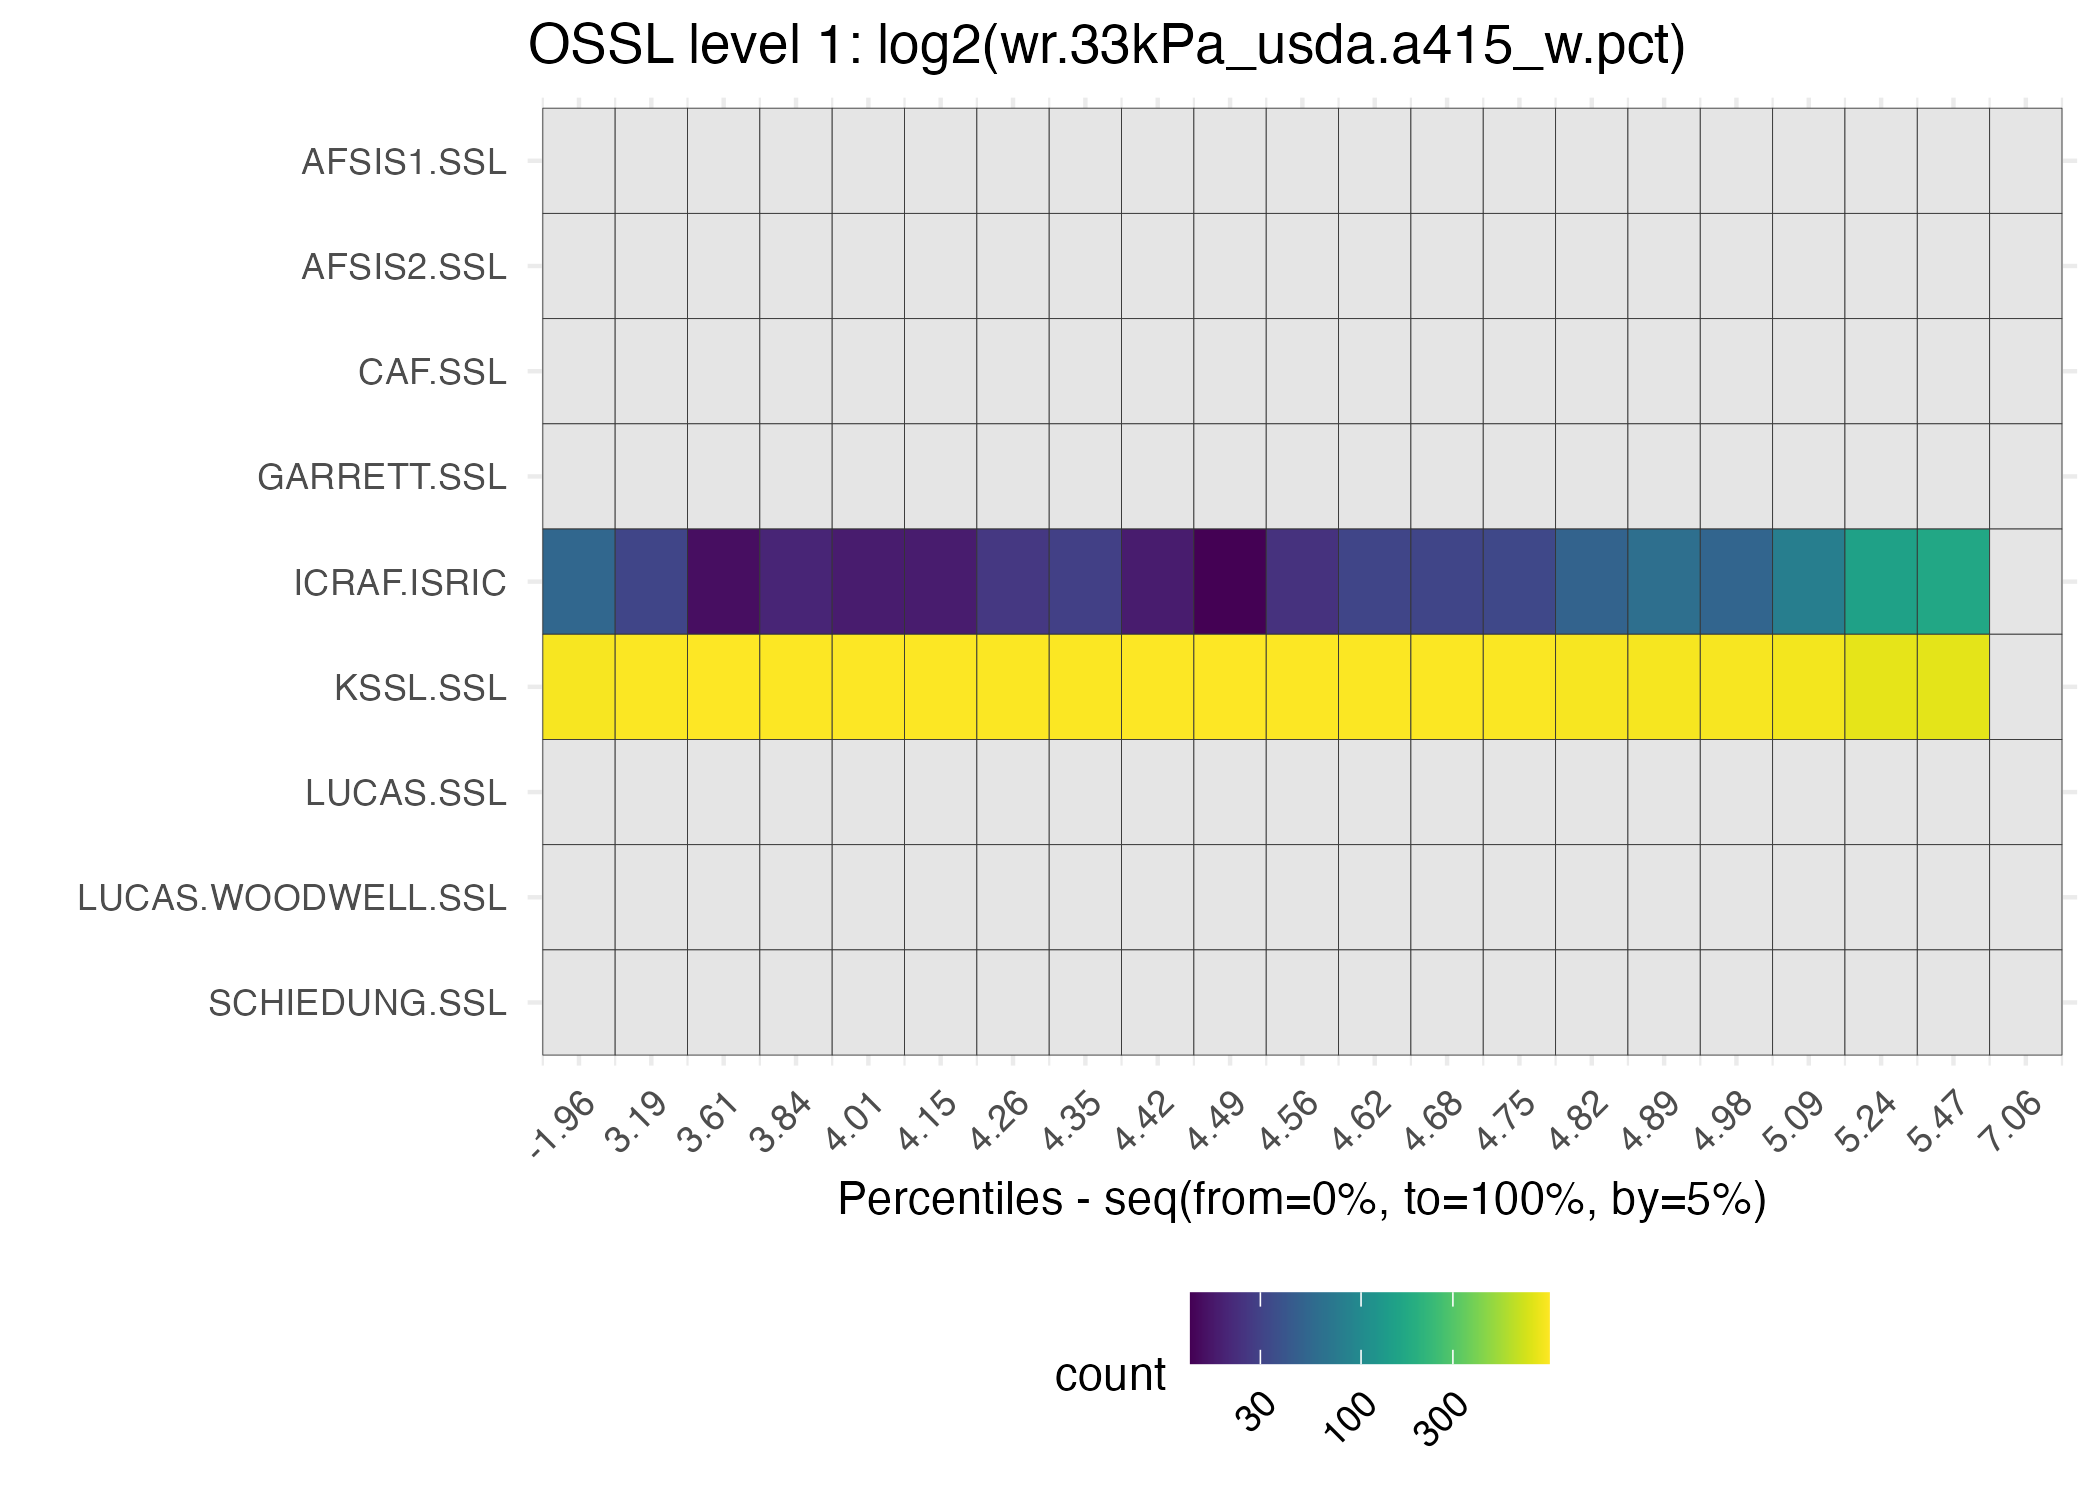 OSSL level 1: log2(wr.33kPa_usda.a415_w.pct)
AFSIS1.SSL
AFSIS2.SSL
CAF.SSL
GARRETT.SSL
ICRAF.ISRIC
KSSL.SSL
LUCAS.SSL
LUCAS.WOODWELL.SSL
SCHIEDUNG.SSL
-1.96 3.19 3.61 3.84 4.01 4.15 4.26 4.35 4.42 4.49 4.56 4.62 4.68 4.75 4.82 4.89 4.98 5.09 5.24 5.47 7.06
Percentiles - seq(from=0%, to=100%, by=5%)
count
30 100 300